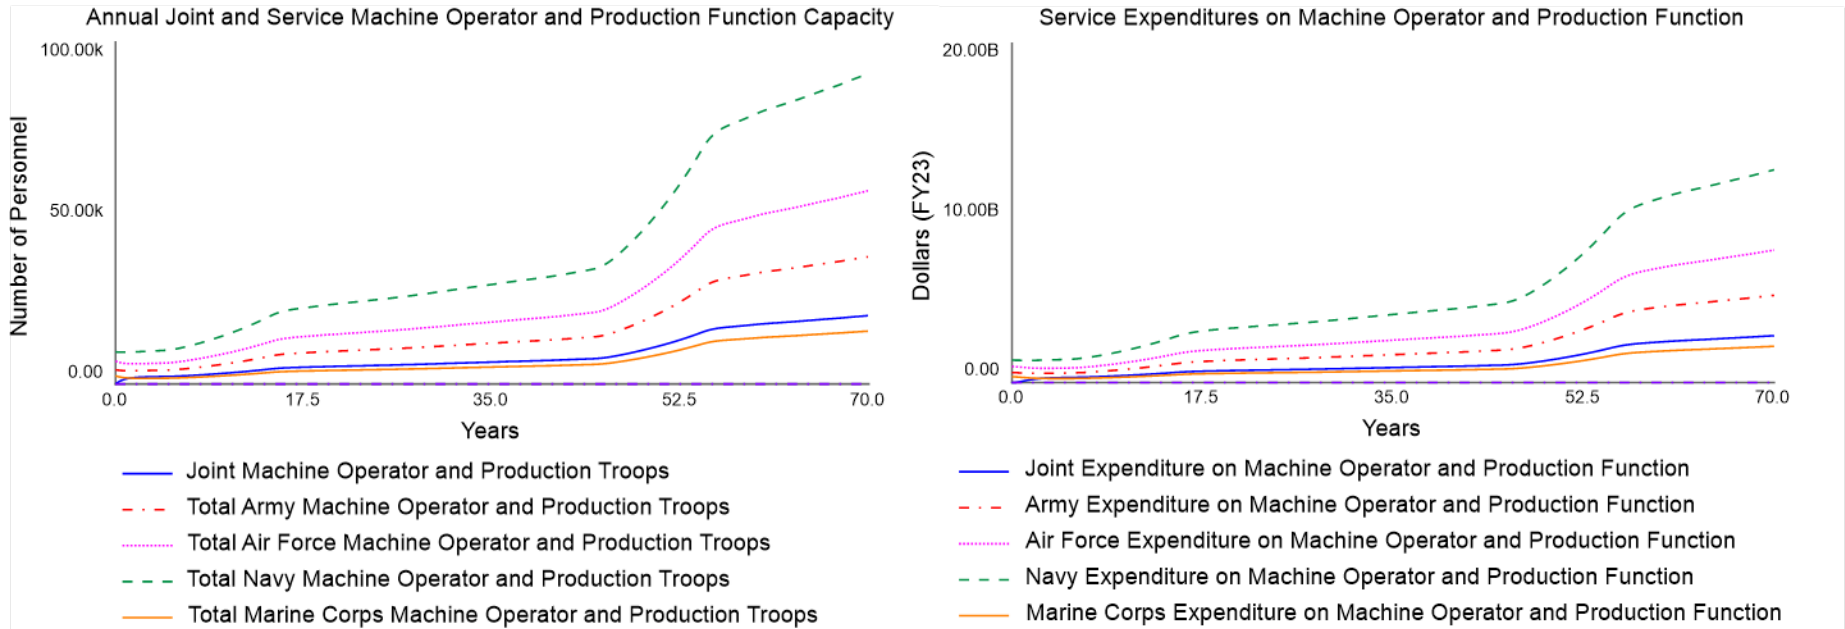 Annual Joint and Service Machine Operator and Production Function Capacity
100.00k
50.00k
0.00
Number of Personnel
0.0 17.5 35.0 52.5 70.0
Years
Joint Machine Operator and Production Troops
Total Army Machine Operator and Production Troops
Total Air Force Machine Operator and Production Troops
Total Navy Machine Operator and Production Troops
Total Marine Corps Machine Operator and Production Troops
Service Expenditures on Machine Operator and Production Function
20.00B
10.00B
0.00
Dollars (FY23)
0.0 17.5 35.0 52.5 70.0
Years
Joint Expenditure on Machine Operator and Production Function
Army Expenditure on Machine Operator and Production Function
Air Force Expenditure on Machine Operator and Production Function
Navy Expenditure on Machine Operator and Production Function
Marine Corps Expenditure on Machine Operator and Production Function